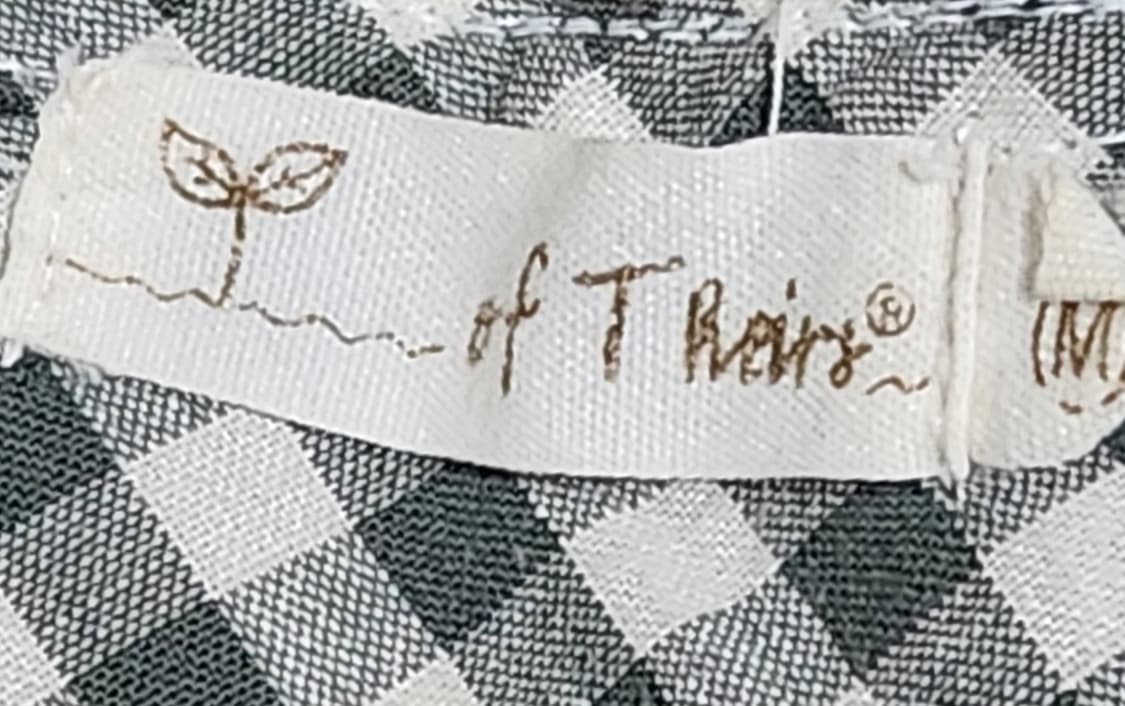 of Theirs®
(M)